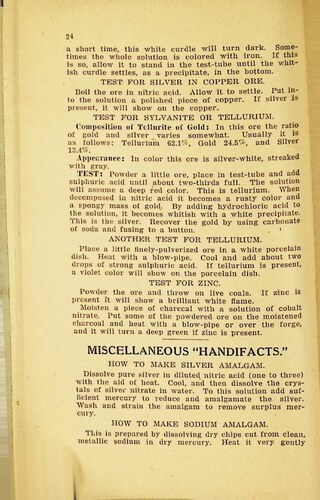 24
a short time, this white curdle will turn dark. Some-
times the whole solution is colored with iron. If this
is so, allow it to stand in the test-tube until the whit-
ish curdle settles, as a precipitate, in the bottom.
TEST FOR SILVER IN COPPER ORE.
Boil the ore in nitric acid. Allow it to settle. Put in-
to the solution a polished piece of copper. If silver is
present, it will show on the copper.
TEST FOR SYLVANITE OR TELLURIUM.
Composition of Tellurite of Gold: In this ore the ratio
of gold and silver varies somewhat. Usually it is
as follows: Tellurium 62.1%, Gold 24.5%, and Silver
13.4%.
Appearance: In color this ore is silver-white, streaked
with gray.
TEST: Powder a little ore, place in test-tube and add
sulphuric acid until about two-thirds full. The solution
will assume a deep red color. This is tellurium. When
decomposed in nitric acid it becomes a rusty color and
a spongy mass of gold. By adding hydrochloric acid to
the solution, it becomes whitish with a white precipitate.
This is the silver. Recover the gold by using carbonate
of soda and fusing to a button.
ANOTHER TEST FOR TELLURIUM.
Place a little finely-pulverized ore in a white porcelain
dish. Heat with a blow-pipe. Cool and add about two
drops of strong sulphuric acid. If tellurium is present,
a violet color will show on the porcelain dish.
TEST FOR ZINC.
Powder the ore and throw on live coals. If zinc is
present it will show a brilliant white flame.
Moisten a piece of charcoal with a solution of cobalt
nitrate. Put some of the powdered ore on the moistened
charcoal and heat with a blow-pipe or over the forge,
and it will turn a deep green if zinc is present.
MISCELLANEOUS "HANDIFACTS."
HOW TO MAKE SILVER AMALGAM.
Dissolve pure silver in diluted nitric acid (one to three)
with the aid of heat. Cool, and then dissolve the crys-
tals of silver nitrate in water. To this solution add suf-
ficient mercury to reduce and amalgamate the silver.
Wash and strain the amalgam to remove surplus mer-
cury.
HOW TO MAKE SODIUM AMALGAM.
This is prepared by dissolving dry chips cut from clean,
metallic sodium in dry mercury. Heat it very gently